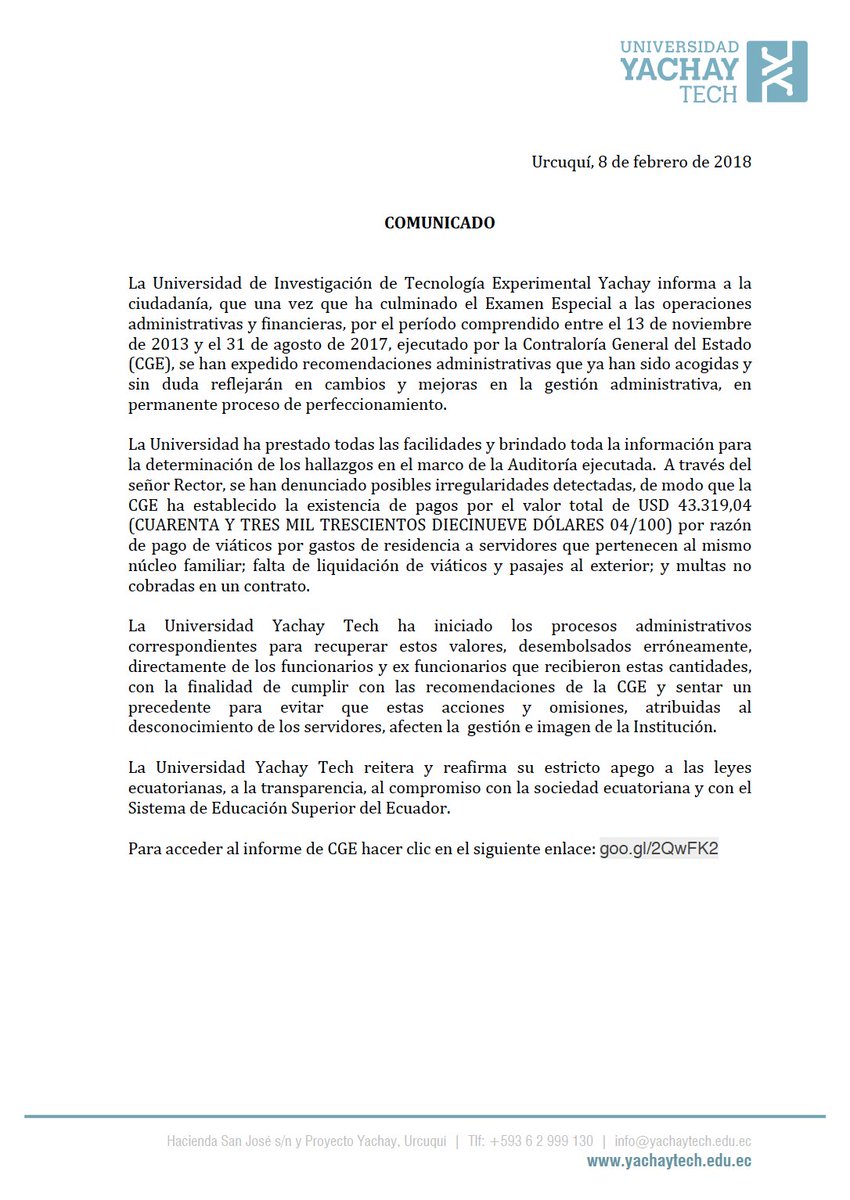 UNIVERSIDAD
YACHAY
TECH
Urcuquí, 8 de febrero de 2018
COMUNICADO
La Universidad de Investigación de Tecnología Experimental Yachay informa a la
ciudadanía, que una vez que ha culminado el Examen Especial a las operaciones
administrativas y financieras, por el período comprendido entre el 13 de noviembre
de 2013 y el 31 de agosto de 2017, ejecutado por la Contraloría General del Estado
(CGE), se han expedido recomendaciones administrativas que ya han sido acogidas y
sin duda reflejarán en cambios y mejoras en la gestión administrativa, en
permanente proceso de perfeccionamiento.
La Universidad ha prestado todas las facilidades y brindado toda la información para
la determinación de los hallazgos en el marco de la Auditoría ejecutada. A través del
señor Rector, se han denunciado posibles irregularidades detectadas, de modo que la
CGE ha establecido la existencia de pagos por el valor total de USD 43.319,04
(CUARENTA Y TRES MIL TRESCIENTOS DIECINUEVE DÓLARES 04/100) por razón
de pago de viáticos por gastos de residencia a servidores que pertenecen al mismo
núcleo familiar; falta de liquidación de viáticos y pasajes al exterior; y multas no
cobradas en un contrato.
La Universidad Yachay Tech ha iniciado los procesos administrativos
correspondientes para recuperar estos valores, desembolsados erróneamente,
directamente de los funcionarios y ex funcionarios que recibieron estas cantidades,
con la finalidad de cumplir con las recomendaciones de la CGE y sentar un
precedente para evitar que estas acciones y omisiones, atribuidas al
desconocimiento de los servidores, afecten la gestión e imagen de la Institución.
La Universidad Yachay Tech reitera y reafirma su estricto apego a las leyes
ecuatorianas, a la transparencia, al compromiso con la sociedad ecuatoriana y con el
Sistema de Educación Superior del Ecuador.
Para acceder al informe de CGE hacer clic en el siguiente enlace: goo.gl/2QwFK2
Hacienda San José s/n y Proyecto Yachay, Urcuqui | Tlf: +593 6 2 999 130 | info@yachaytech.edu.ec
www.yachaytech.edu.ec